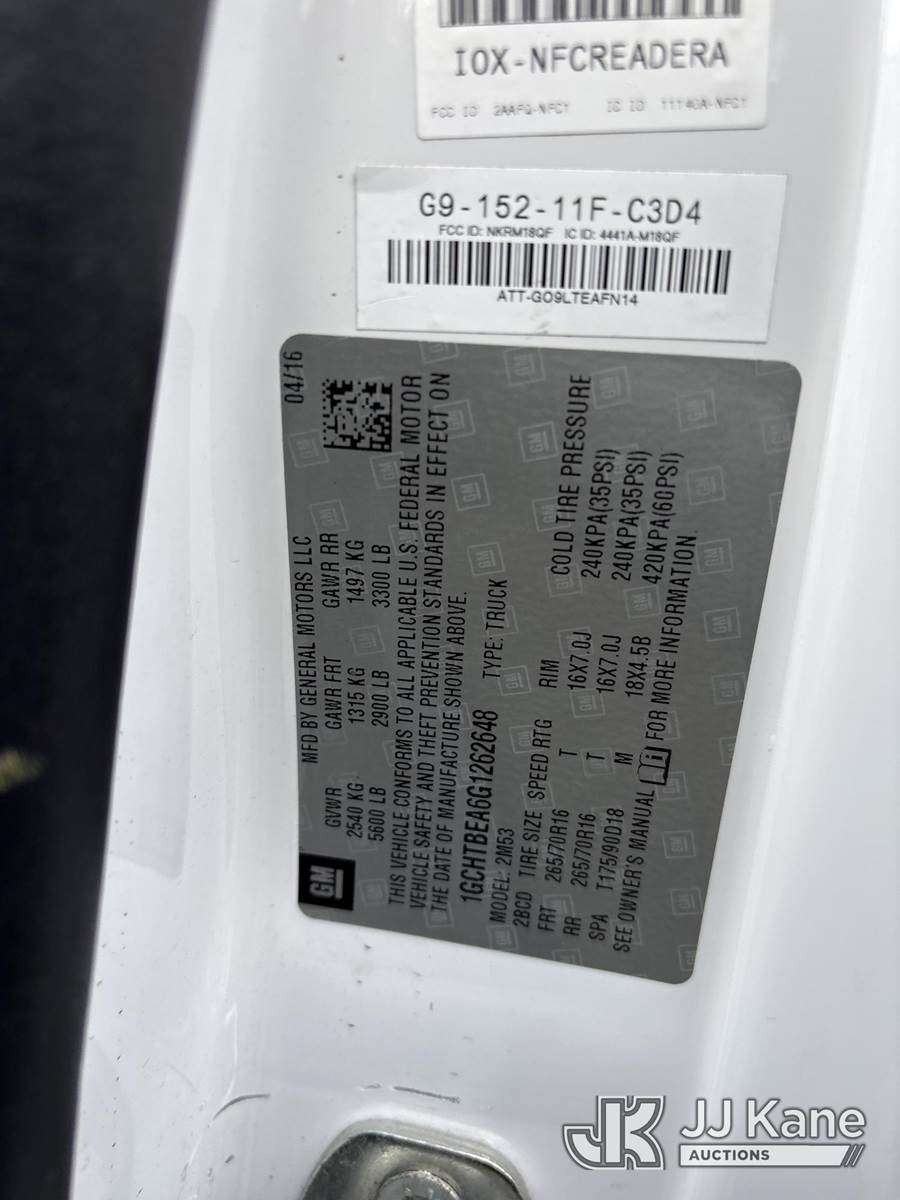 IOX-NFCREADERA
FCC ID 2AAFQ-NFC1 IC ID 11140A-NFC1
G9-152-11F-C3D4
FCC ID: NKRM18QF IC ID: 4441A-M18QF
ATT-GO9LTEAFN14
GM
MFD BY GENERAL MOTORS LLC 04/16
GVWR GAWR FRT GAWR RR
2540 KG 1315 KG 1497 KG
5600 LB 2900 LB 3300 LB
THIS VEHICLE CONFORMS TO ALL APPLICABLE U.S. FEDERAL MOTOR
VEHICLE SAFETY AND THEFT PREVENTION STANDARDS IN EFFECT ON
THE DATE OF MANUFACTURE SHOWN ABOVE.
1GCHTBEA6G1262648 TYPE: TRUCK
MODEL: 2M53
2BCD TIRE SIZE SPEED RTG RIM COLD TIRE PRESSURE
FRT 265/70R16 T 16X7.0J 240KPA(35PSI)
RR 265/70R16 T 16X7.0J 240KPA(35PSI)
SPA T175/90D18 M 18X4.5B 420KPA(60PSI)
SEE OWNER'S MANUAL i FOR MORE INFORMATION.
JK JJ Kane
AUCTIONS